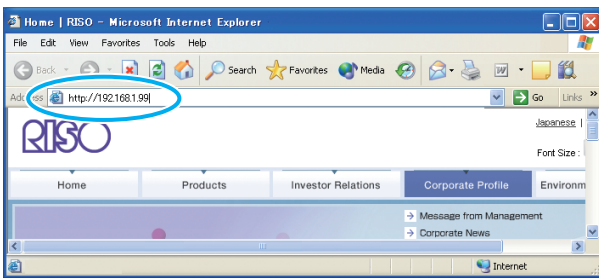 Home | RISO - Microsoft Internet Explorer
File Edit View Favorites Tools Help
Back Search Favorites Media
Address http://192.168.1.99 Go Links »
RISO
Japanese |
Font Size :
Home Products Investor Relations Corporate Profile Environm
Message from Management
Corporate News
Internet